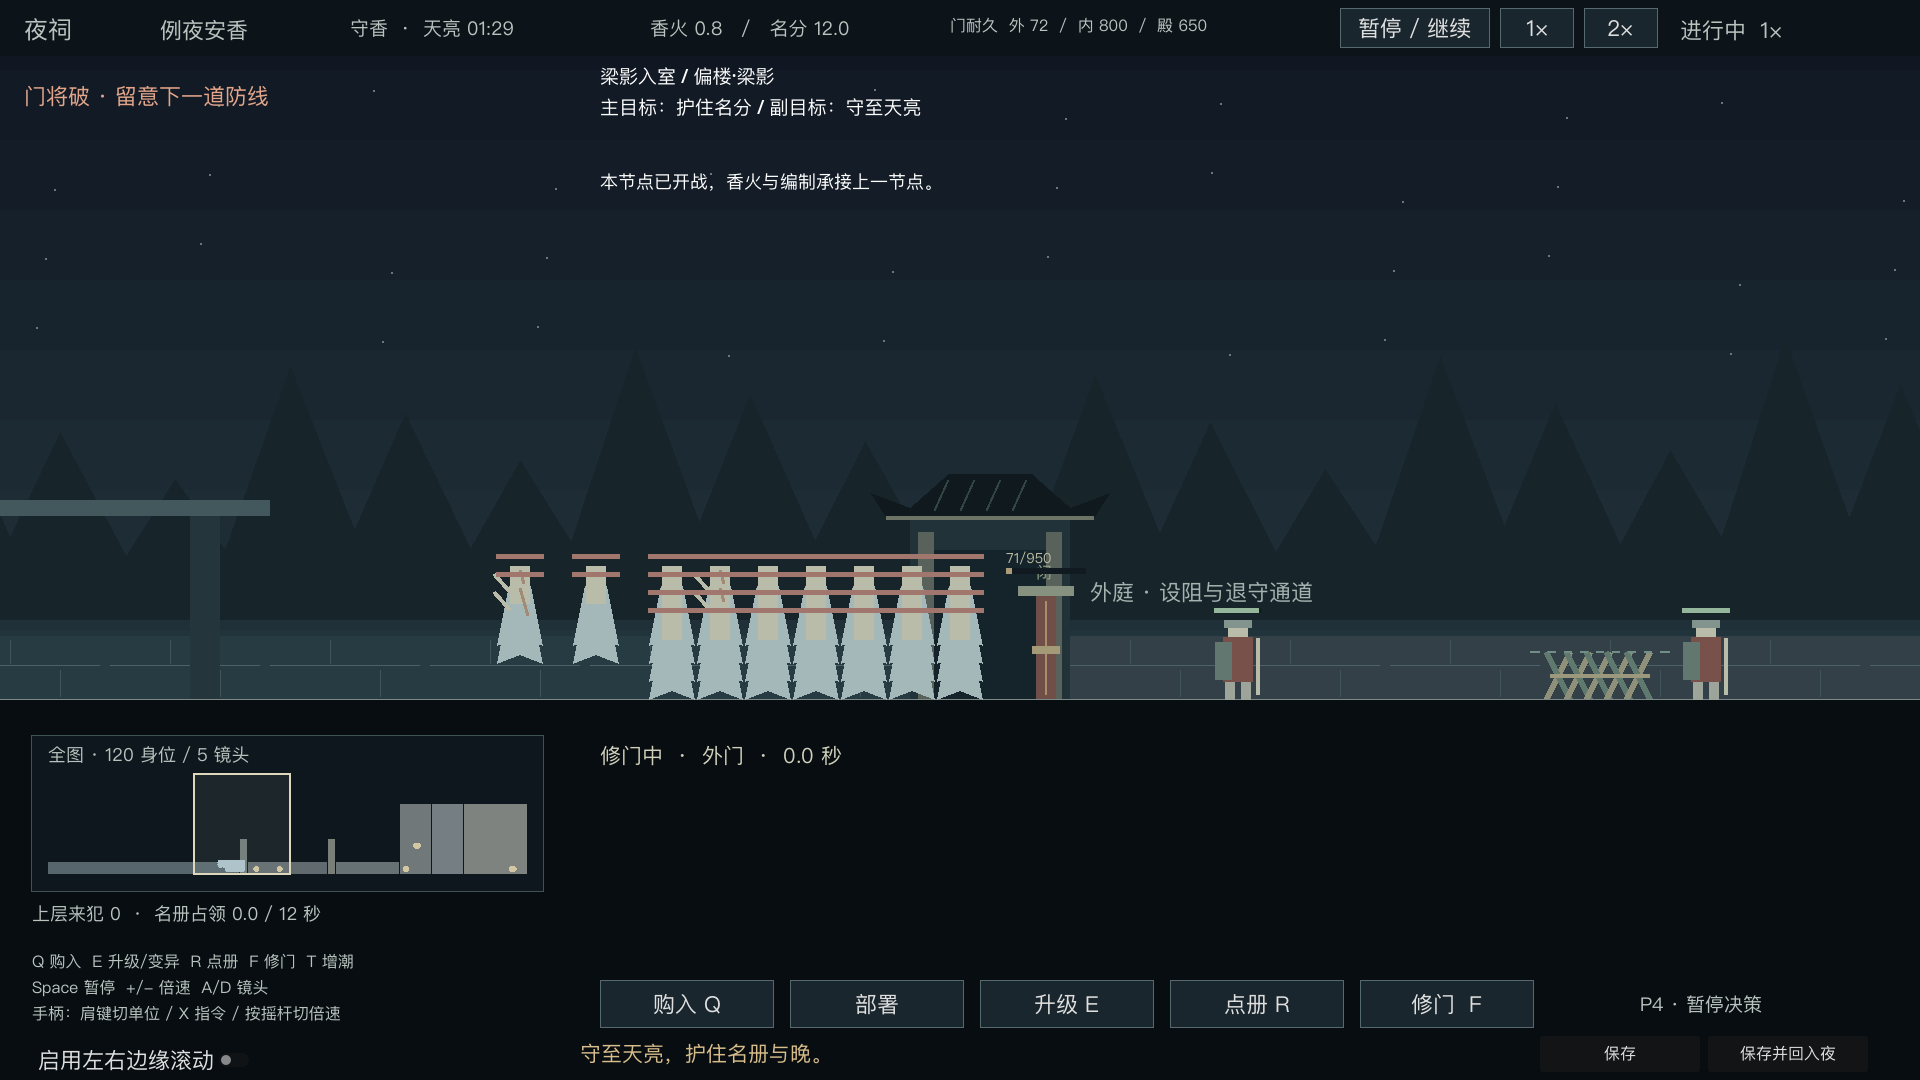 夜祠 例夜安香 守香 · 天亮 01:29 香火 0.8 / 名分 12.0 门耐久 外 72 / 内 800 / 殿 650 暂停 / 继续 1× 2× 进行中 1×
门将破 · 留意下一道防线
梁影入室 / 偏楼·梁影
主目标：护住名分 / 副目标：守至天亮
本节点已开战，香火与编制承接上一节点。
71/950
闭
外庭 · 设阻与退守通道
全图 · 120 身位 / 5 镜头
修门中 · 外门 · 0.0 秒
上层来犯 0 · 名册占领 0.0 / 12 秒
Q 购入 E 升级/变异 R 点册 F 修门 T 增潮
Space 暂停 +/− 倍速 A/D 镜头
手柄：肩键切单位 / X 指令 / 按摇杆切倍速
购入 Q 部署 升级 E 点册 R 修门 F P4 · 暂停决策
启用左右边缘滚动
守至天亮，护住名册与晚。
保存 保存并回入夜